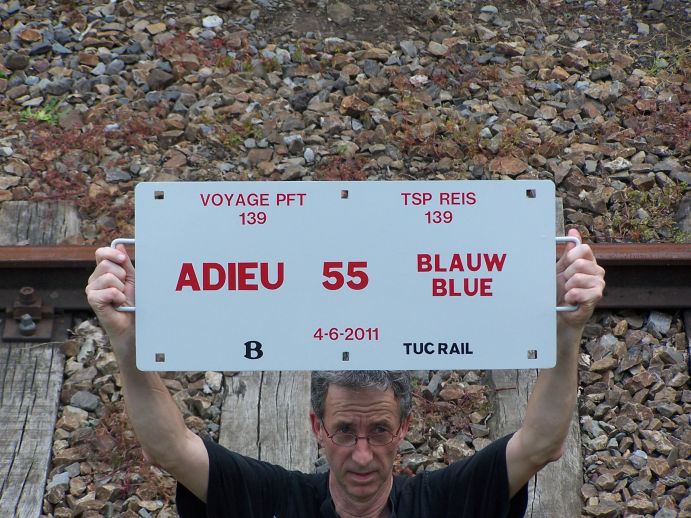 VOYAGE PFT
139
TSP REIS
139
ADIEU 55
BLAUW
BLUE
4-6-2011
B
TUC RAIL